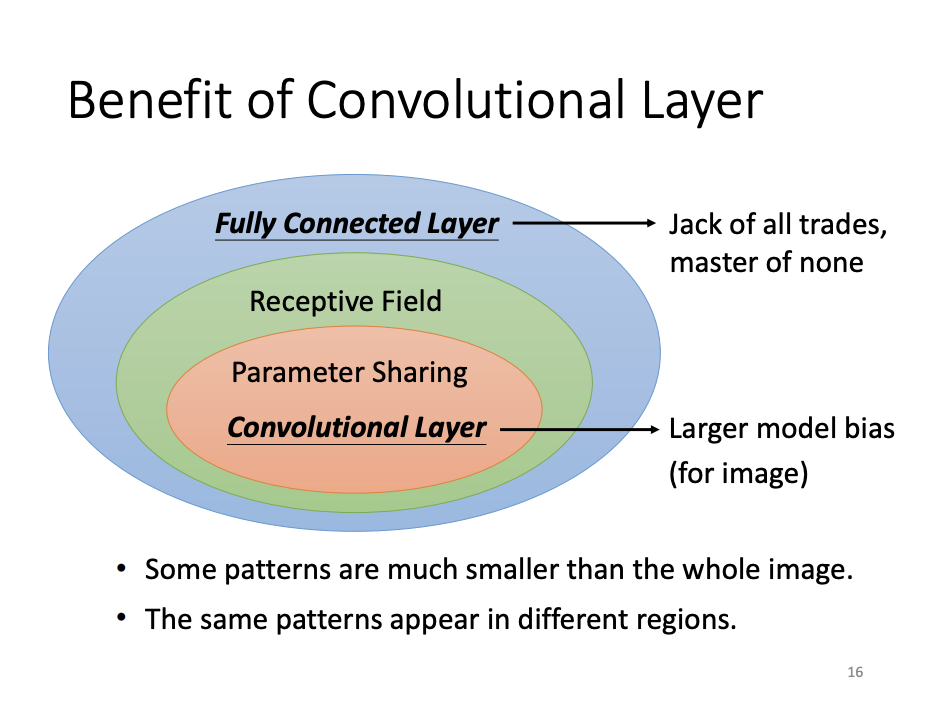 Benefit of Convolutional Layer
Fully Connected Layer
Jack of all trades,
master of none
Receptive Field
Parameter Sharing
Convolutional Layer
Larger model bias
(for image)
• Some patterns are much smaller than the whole image.
• The same patterns appear in different regions.
16